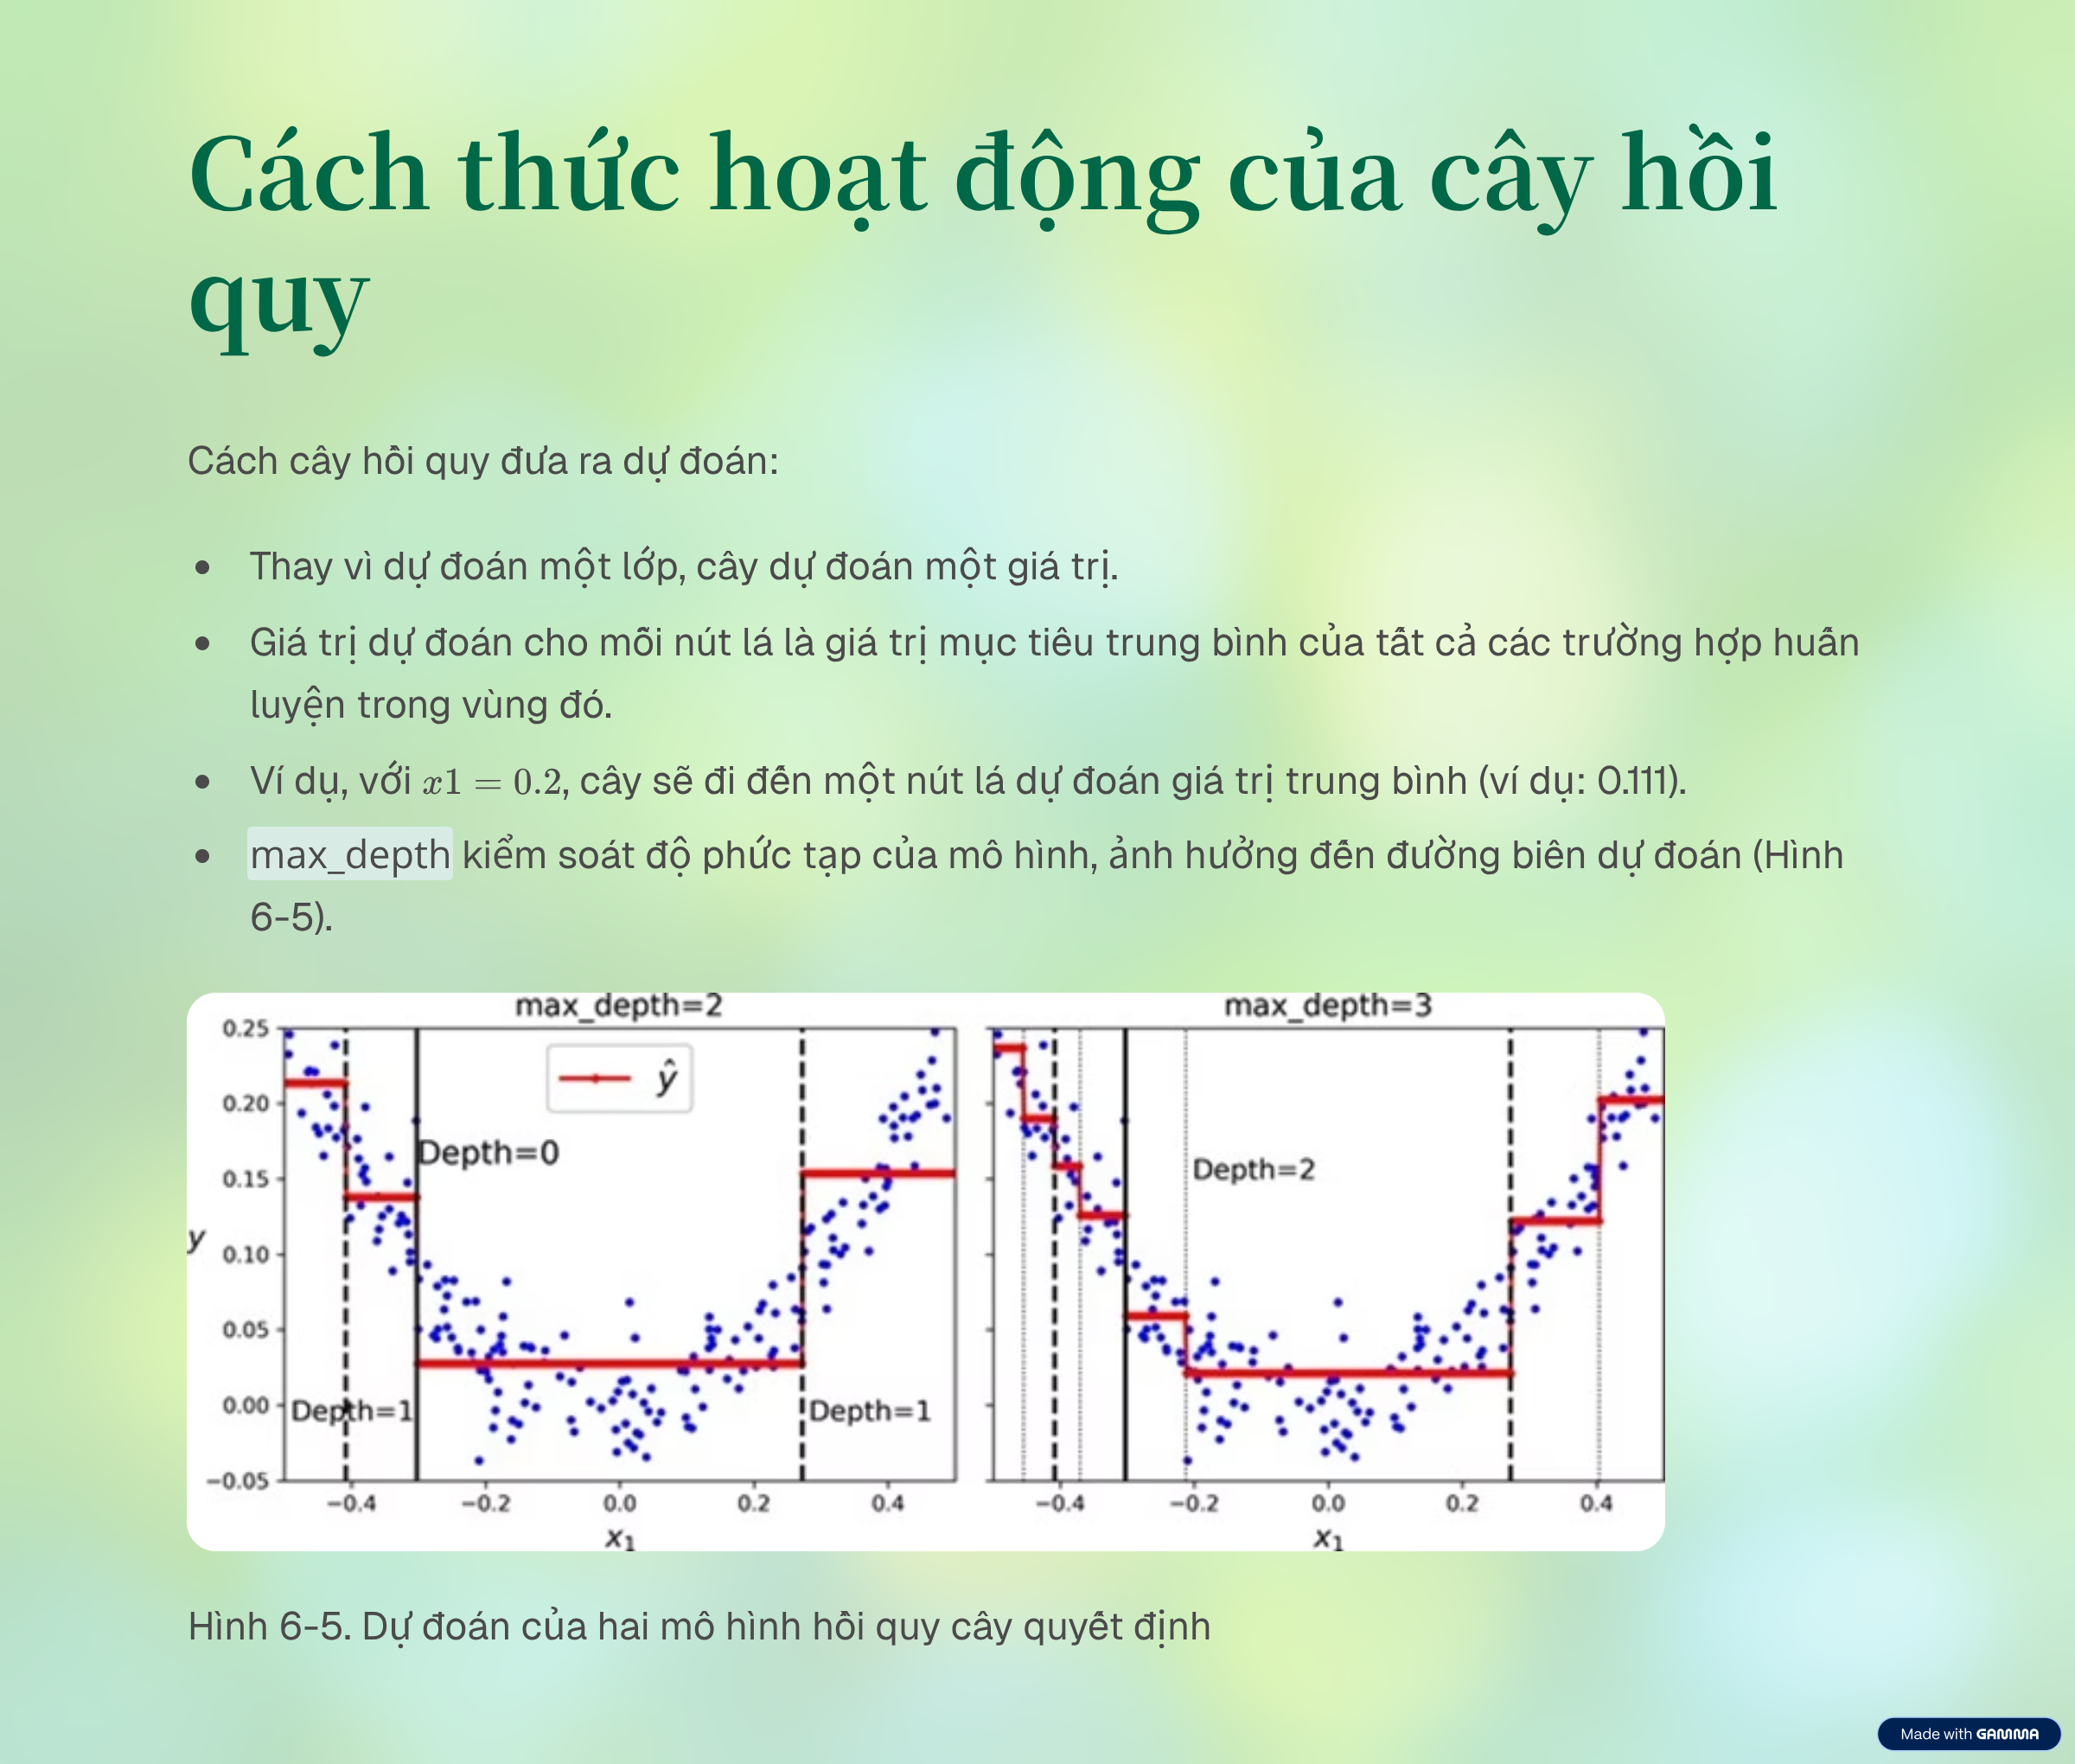 Cách thức hoạt động của cây hồi
quy
Cách cây hồi quy đưa ra dự đoán:
Thay vì dự đoán một lớp, cây dự đoán một giá trị.
Giá trị dự đoán cho mỗi nút lá là giá trị mục tiêu trung bình của tất cả các trường hợp huấn
luyện trong vùng đó.
Ví dụ, với x1 = 0.2, cây sẽ đi đến một nút lá dự đoán giá trị trung bình (ví dụ: 0.111).
max_depth kiểm soát độ phức tạp của mô hình, ảnh hưởng đến đường biên dự đoán (Hình
6-5).
max_depth=2
0.25
0.20
0.15
0.10
0.05
0.00
−0.05
y
ŷ
Depth=0
Depth=1
Depth=1
−0.4 −0.2 0.0 0.2 0.4
x₁
max_depth=3
Depth=2
−0.4 −0.2 0.0 0.2 0.4
x₁
Hình 6-5. Dự đoán của hai mô hình hồi quy cây quyết định
Made with GAMMA